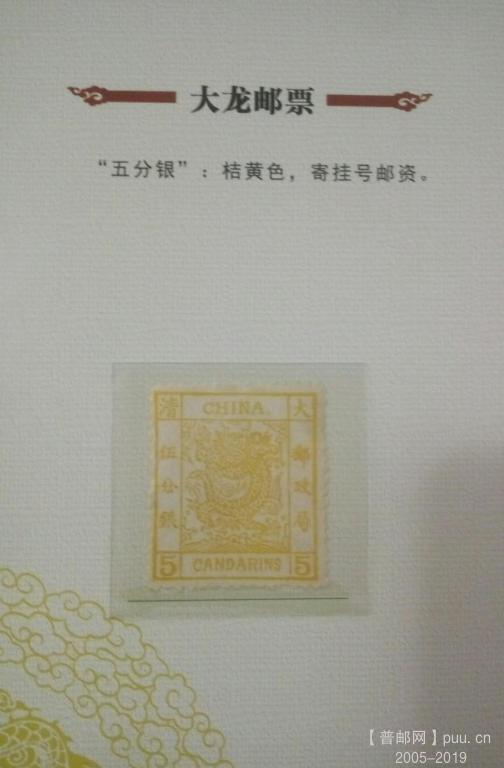 大龙邮票
“五分银”：桔黄色，寄挂号邮资。
清 CHINA. 大
伍分銀
郵政局
5 CANDARINS 5
【普邮网】puu.cn
2005-2019